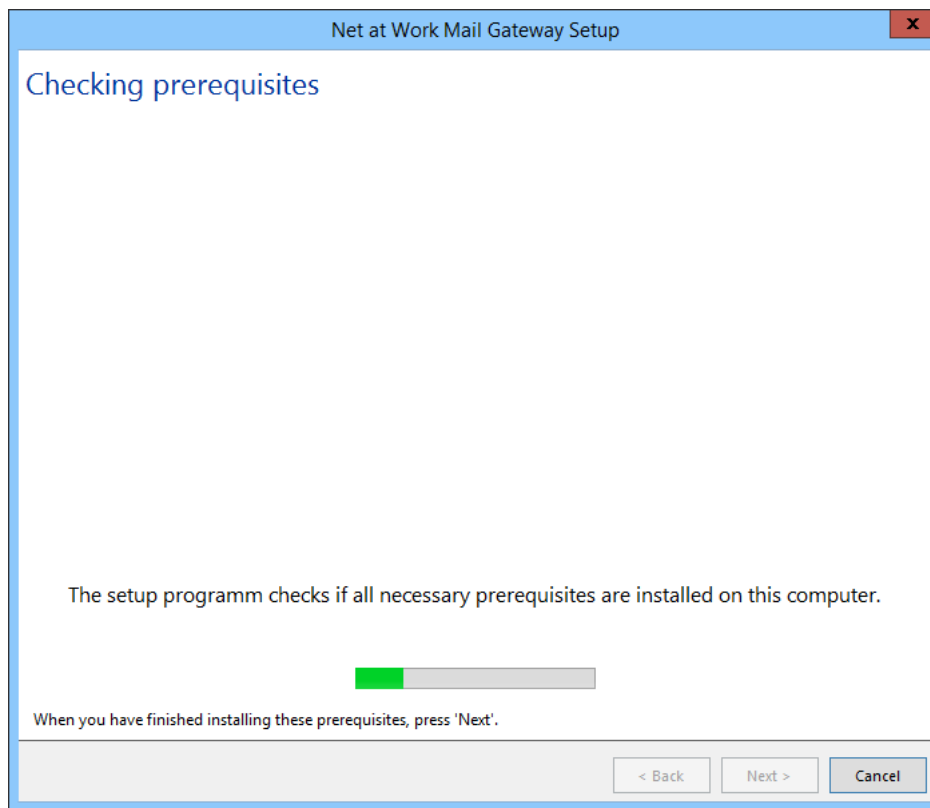 Net at Work Mail Gateway Setup
x
Checking prerequisites
The setup programm checks if all necessary prerequisites are installed on this computer.
When you have finished installing these prerequisites, press 'Next'.
< Back
Next >
Cancel